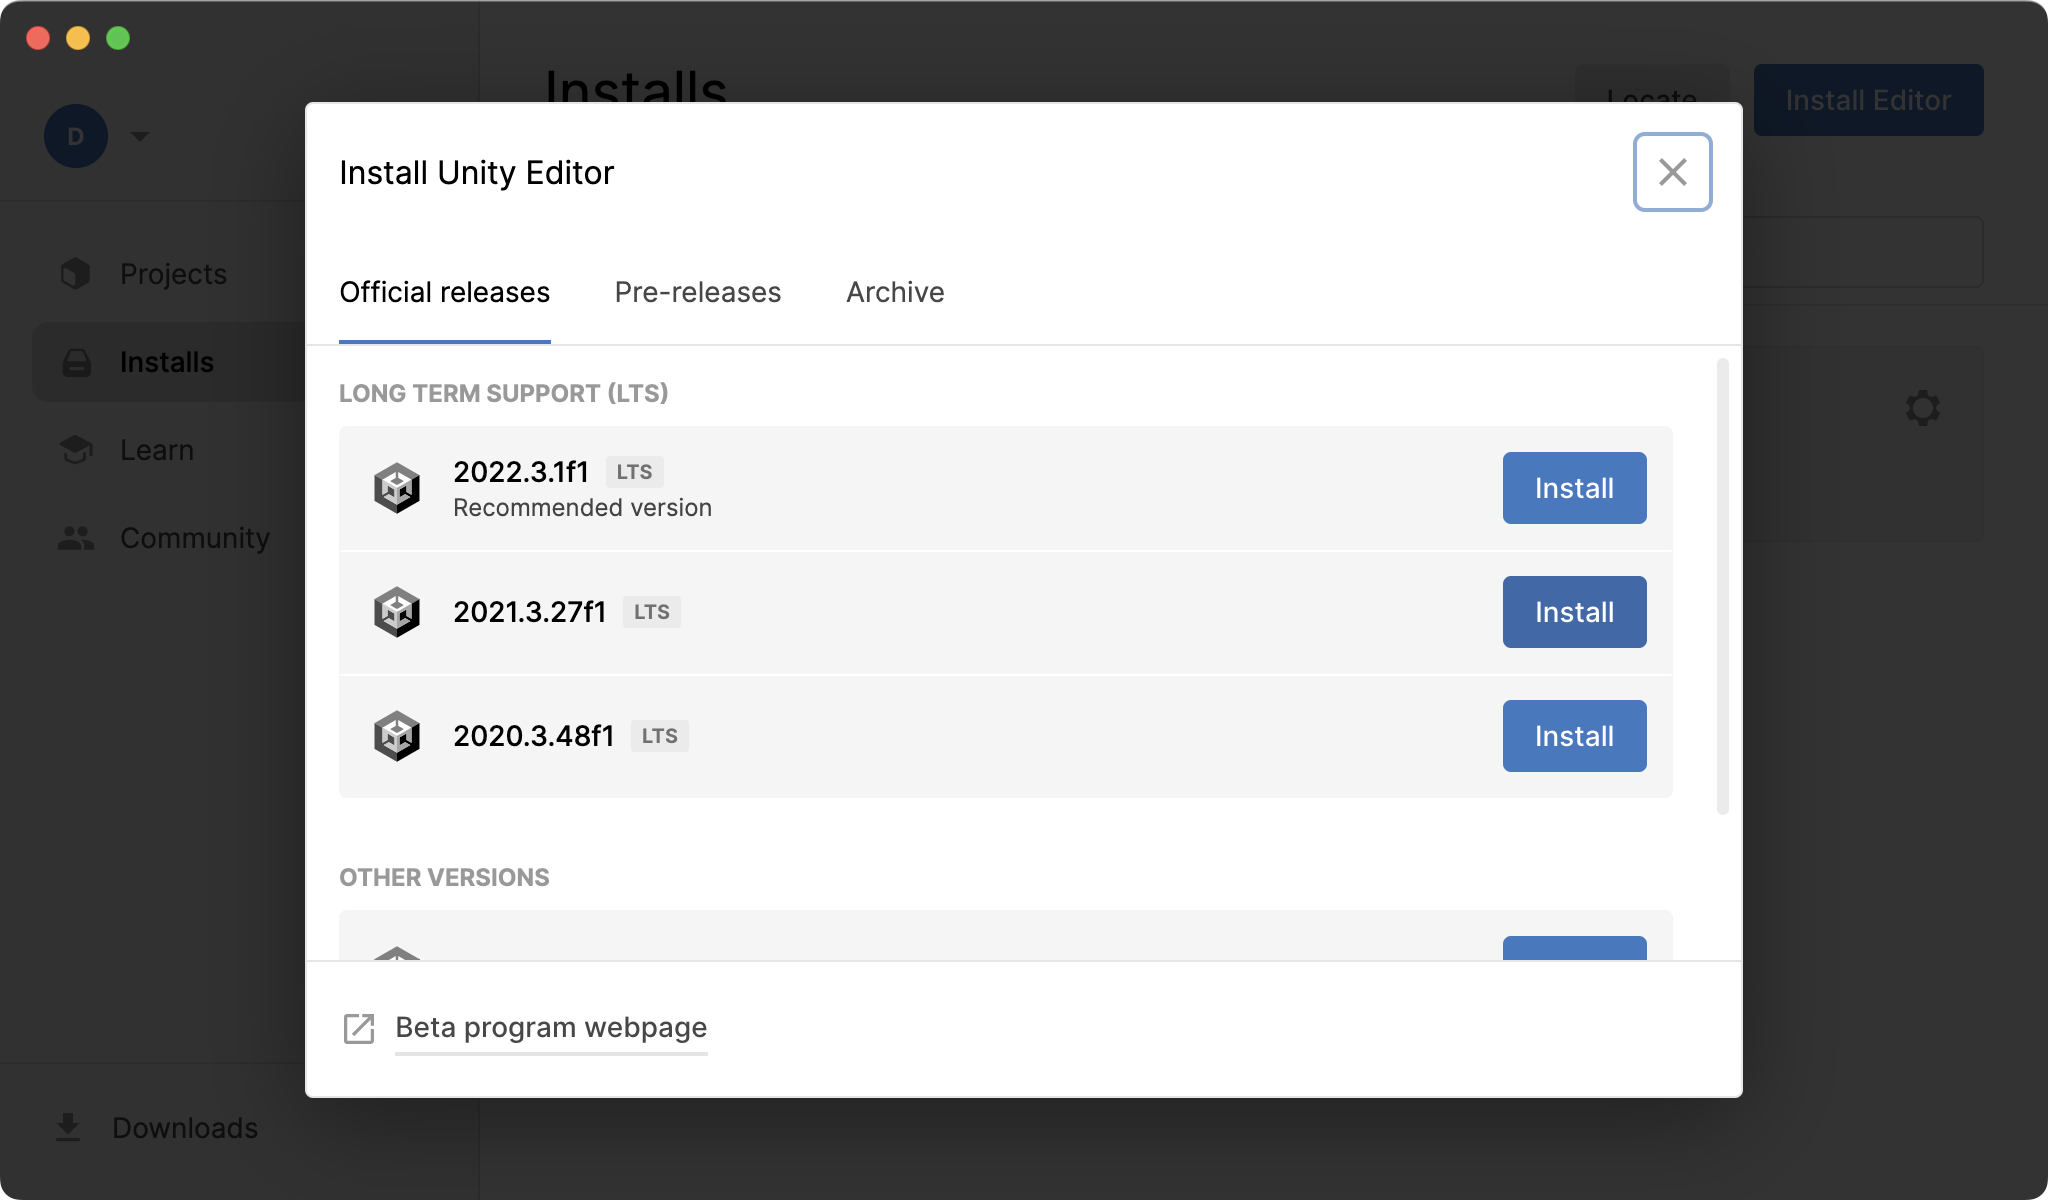 D
Installs
Locate
Install Editor
Projects
Installs
Learn
Community
Downloads
Install Unity Editor
Official releases
Pre-releases
Archive
LONG TERM SUPPORT (LTS)
2022.3.1f1 LTS
Recommended version
Install
2021.3.27f1 LTS
Install
2020.3.48f1 LTS
Install
OTHER VERSIONS
Beta program webpage